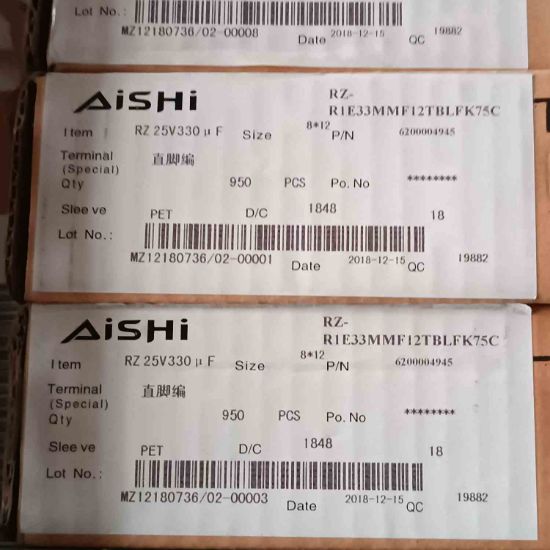 Lot No.:
MZ12180736/02-00008 Date 2018-12-15 QC 19882
AiSHi RZ-
R1E33MMF12TBLFK75C
Item RZ 25V330μF Size 8*12 P/N 6200004945
Terminal 直脚编
(Special)
Qty 950 PCS Po.No ********
Sleeve PET D/C 1848 18
Lot No.:
MZ12180736/02-00001 Date 2018-12-15 QC 19882
AiSHi RZ-
R1E33MMF12TBLFK75C
Item RZ 25V330μF Size 8*12 P/N 6200004945
Terminal 直脚编
(Special)
Qty 950 PCS Po.No ********
Sleeve PET D/C 1848 18
Lot No.:
MZ12180736/02-00003 Date 2018-12-15 QC 19882